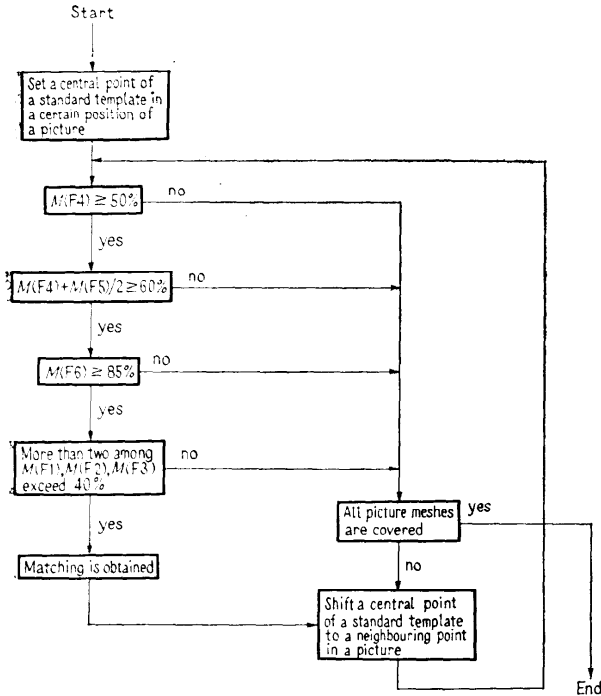 Start
Set a central point of
a standard template in
a certain position of
a picture
M(F4) ≥ 50%
no
yes
M(F4)+M(F5)/2 ≥ 60%
no
yes
M(F6) ≥ 85%
no
yes
More than two among
M(F1), M(F2), M(F3)
exceed 40%
no
yes
Matching is obtained
All picture meshes
are covered
yes
no
Shift a central point
of a standard template
to a neighbouring point
in a picture
End